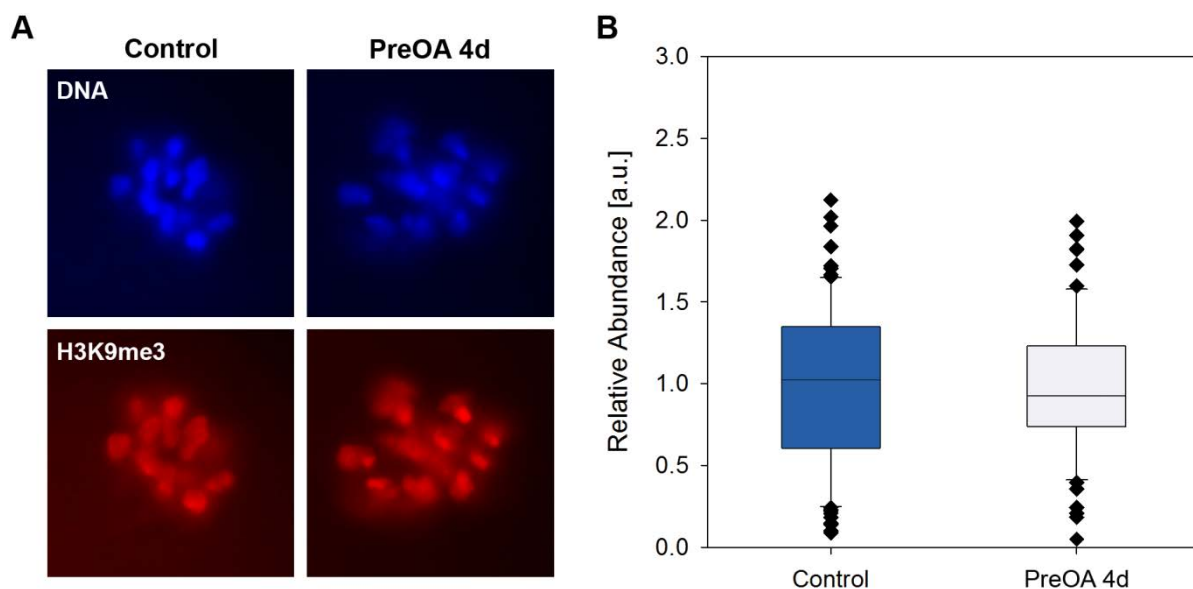 A
Control
PreOA 4d
DNA
H3K9me3
B
Relative Abundance [a.u.]
3.0
2.5
2.0
1.5
1.0
0.5
0.0
Control
PreOA 4d